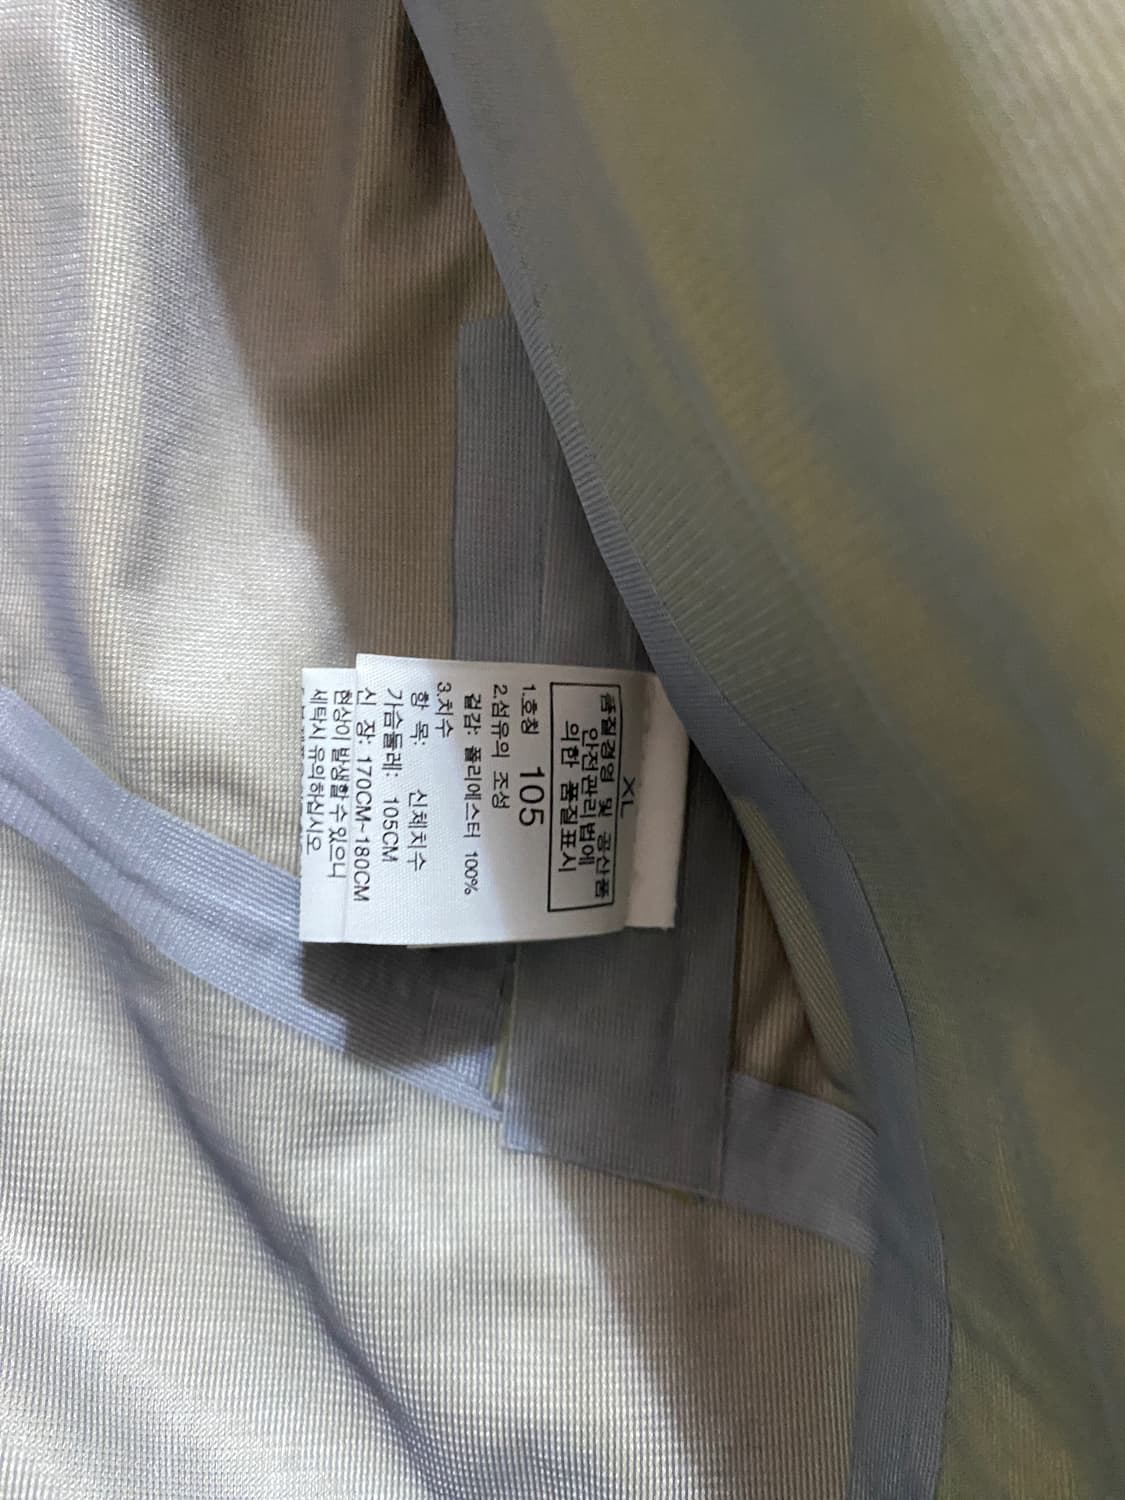 XL
품질경영 및 공산품
안전관리법에
의한 품질표시
1.호칭 105
2.섬유의 조성
겉감: 폴리에스터 100%
3.치수
항 목: 신체치수
가슴둘레: 105CM
신 장: 170CM~180CM
현상이 발생할 수 있으니
세탁시 유의하십시오